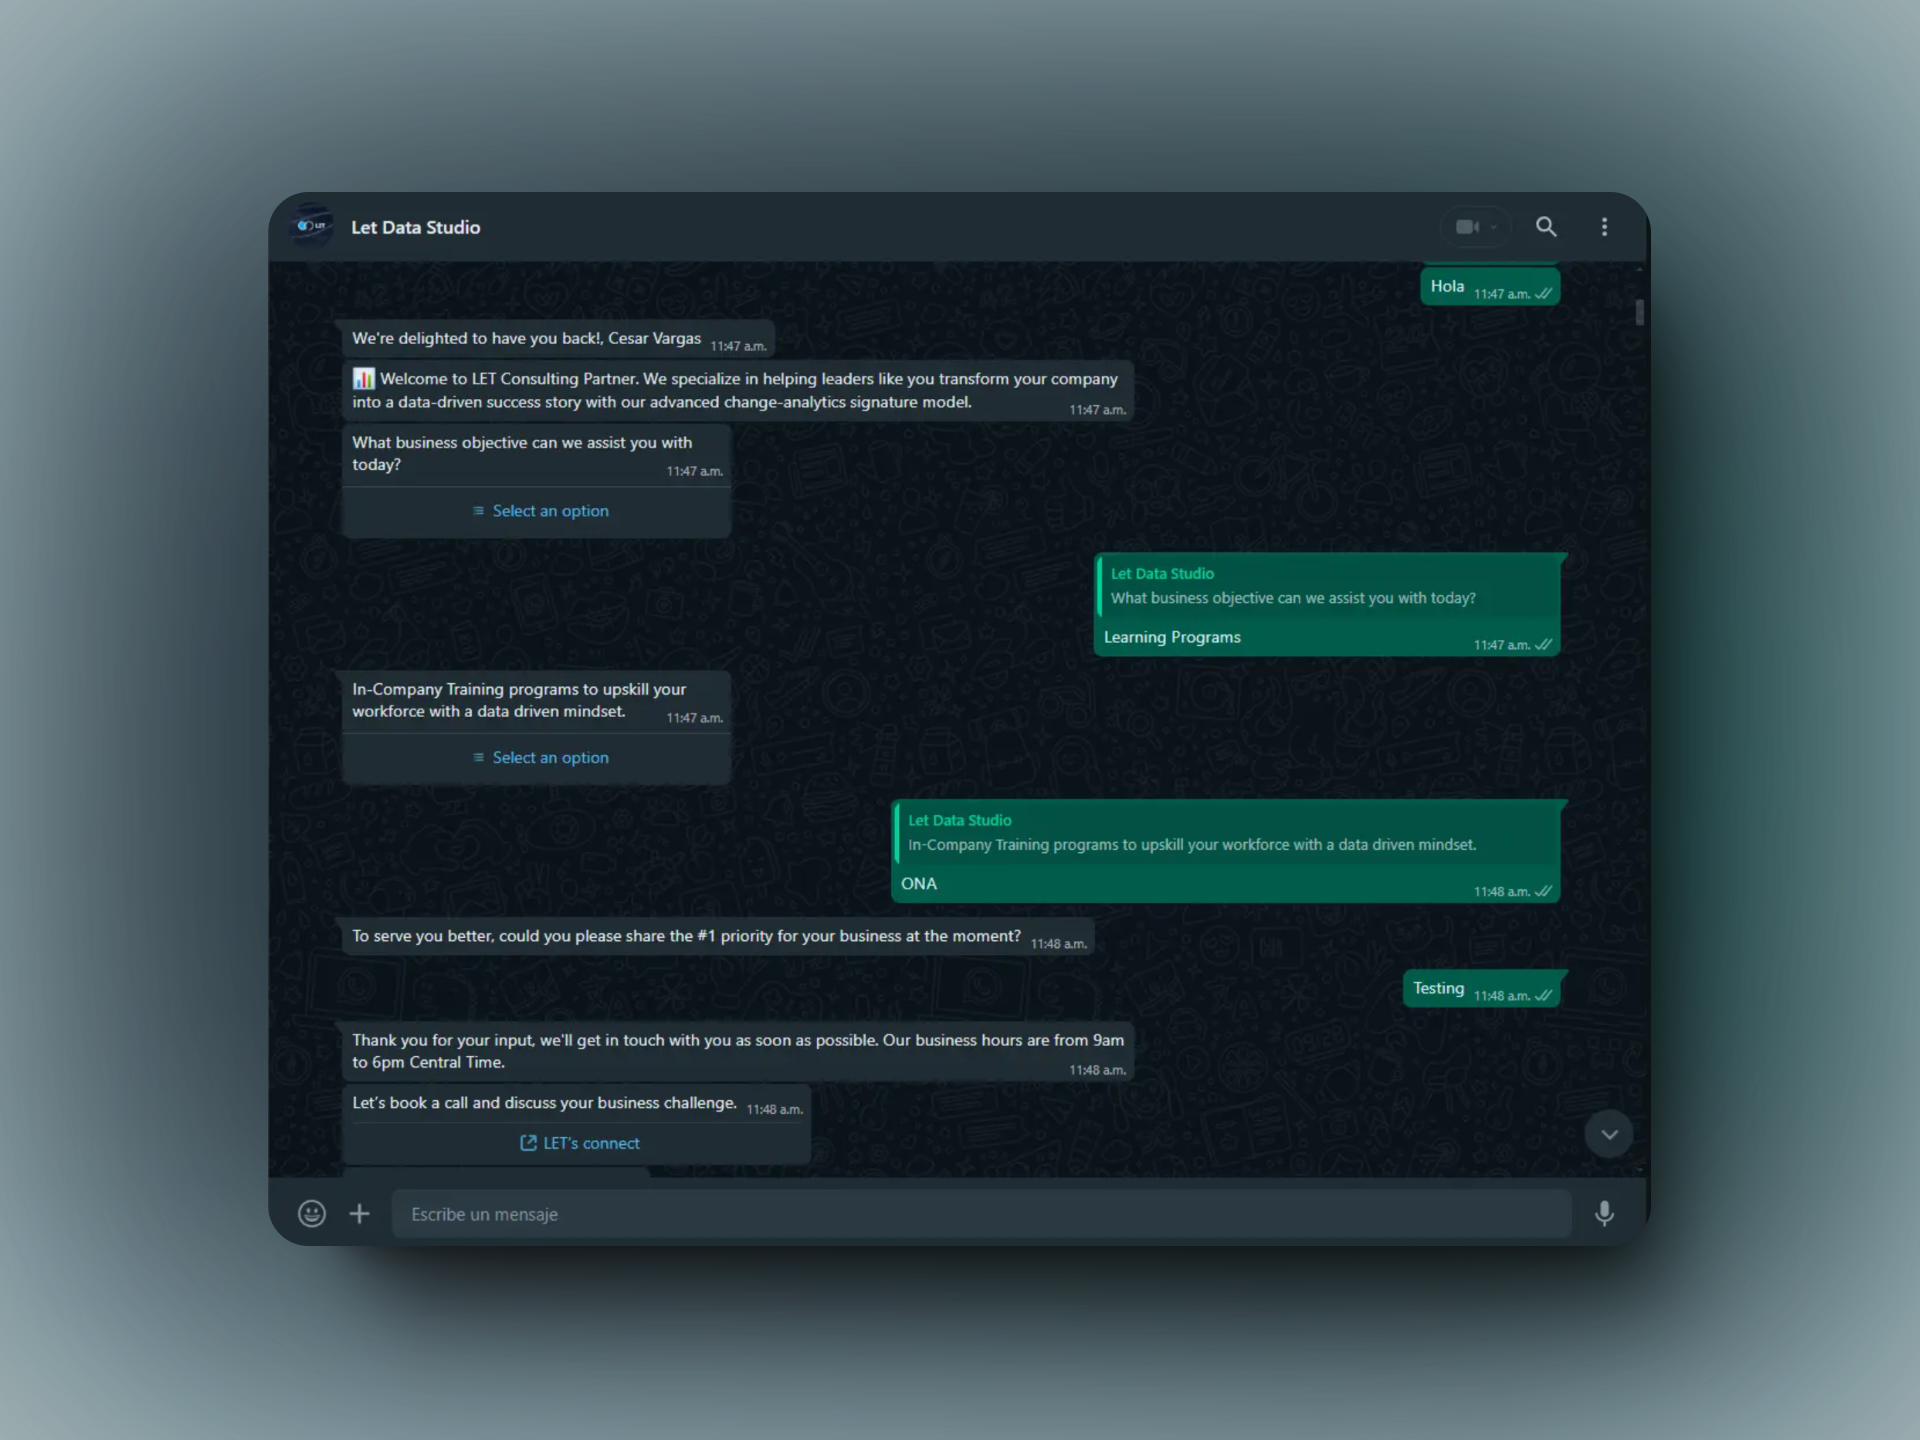 LET
Let Data Studio
Hola 11:47 a.m.
We're delighted to have you back!, Cesar Vargas 11:47 a.m.
Welcome to LET Consulting Partner. We specialize in helping leaders like you transform your company
into a data-driven success story with our advanced change-analytics signature model. 11:47 a.m.
What business objective can we assist you with
today? 11:47 a.m.
Select an option
Let Data Studio
What business objective can we assist you with today?
Learning Programs 11:47 a.m.
In-Company Training programs to upskill your
workforce with a data driven mindset. 11:47 a.m.
Select an option
Let Data Studio
In-Company Training programs to upskill your workforce with a data driven mindset.
ONA 11:48 a.m.
To serve you better, could you please share the #1 priority for your business at the moment? 11:48 a.m.
Testing 11:48 a.m.
Thank you for your input, we'll get in touch with you as soon as possible. Our business hours are from 9am
to 6pm Central Time. 11:48 a.m.
Let's book a call and discuss your business challenge. 11:48 a.m.
LET's connect
Escribe un mensaje